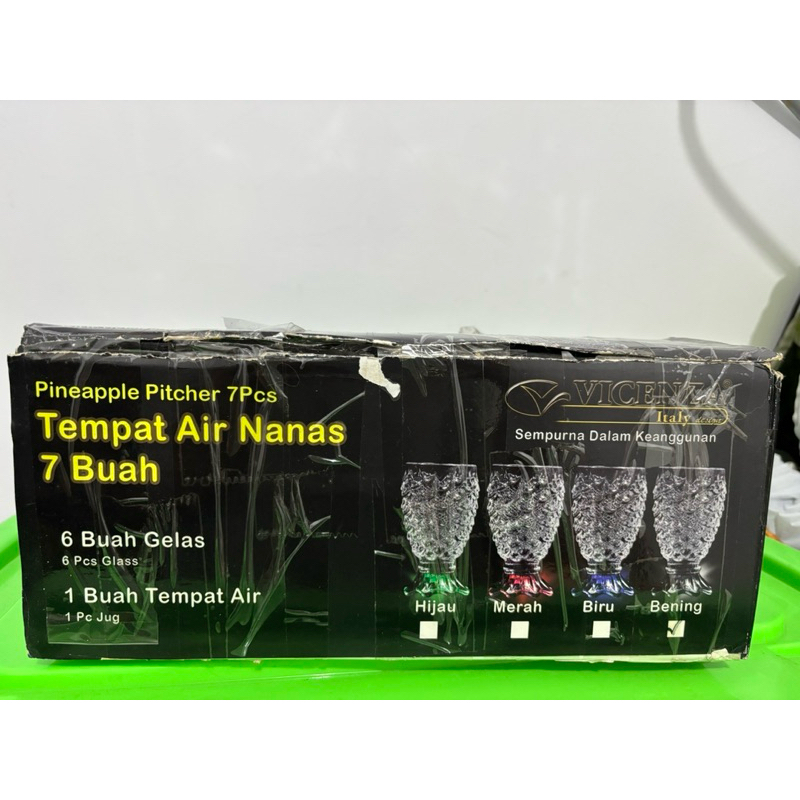 Pineapple Pitcher 7Pcs
Tempat Air Nanas
7 Buah
6 Buah Gelas
6 Pcs Glass
1 Buah Tempat Air
1 Pc Jug
VICENZA
Italy design
Sempurna Dalam Keanggunan
Hijau Merah Biru Bening